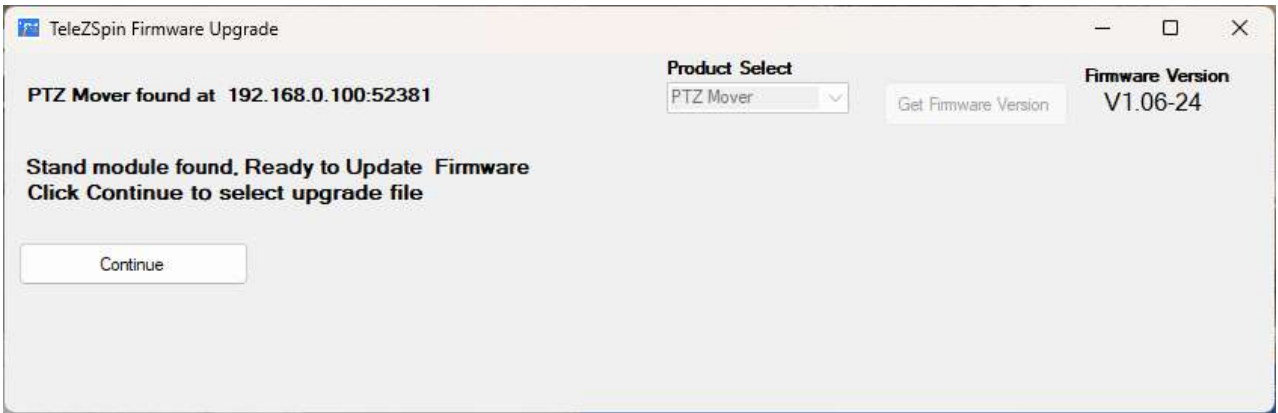 TeleZSpin Firmware Upgrade
PTZ Mover found at 192.168.0.100:52381
Product Select
PTZ Mover
Get Firmware Version
Firmware Version
V1.06-24
Stand module found, Ready to Update Firmware
Click Continue to select upgrade file
Continue